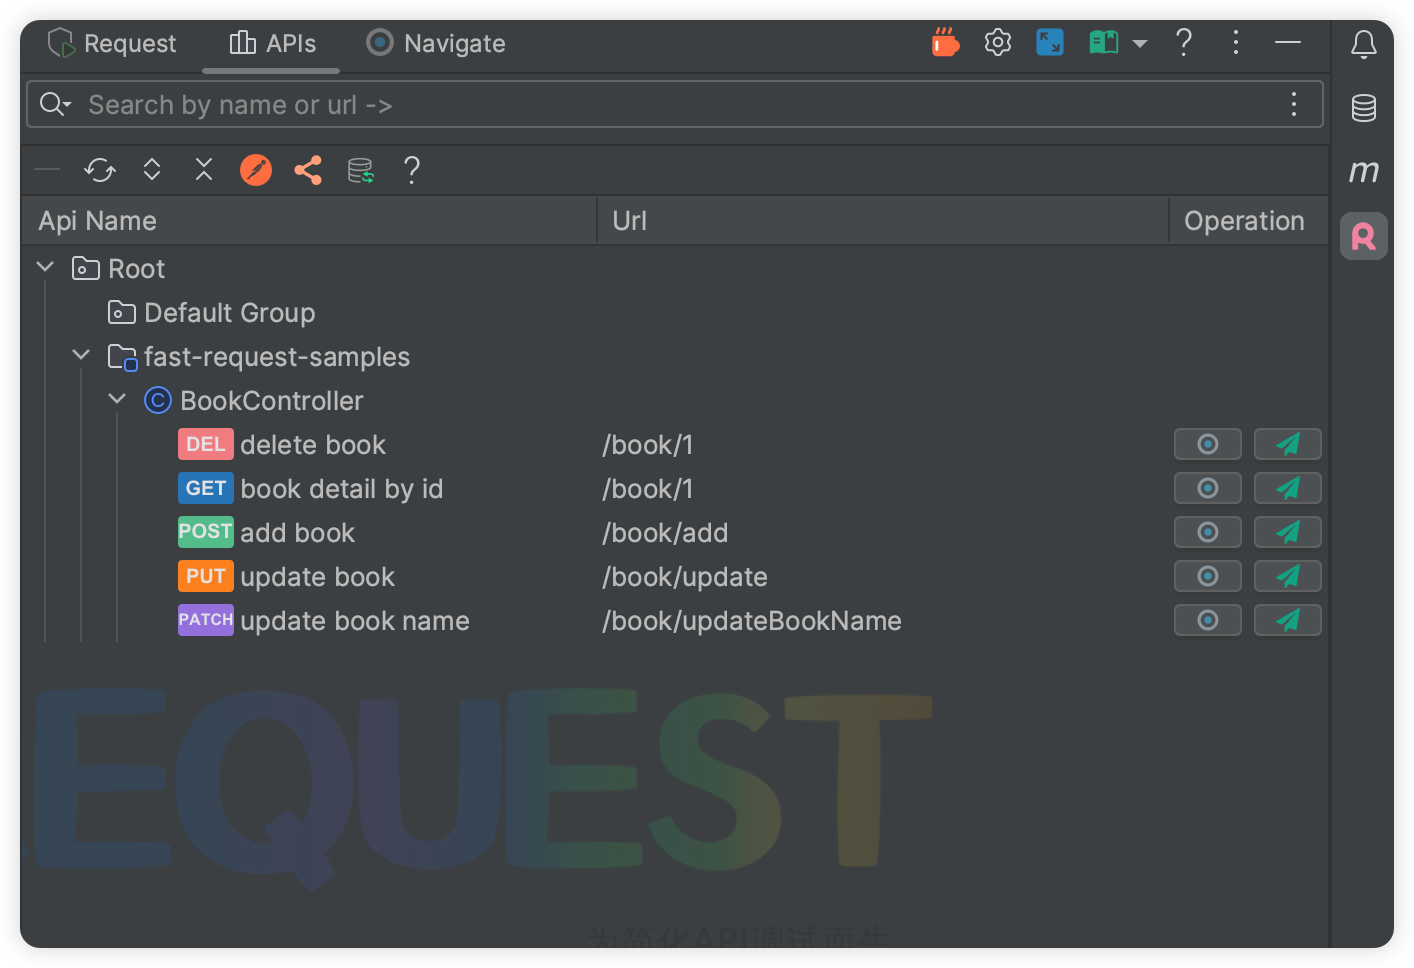 Request APIs Navigate
Search by name or url ->
Api Name Url Operation
Root
Default Group
fast-request-samples
BookController
DEL delete book /book/1
GET book detail by id /book/1
POST add book /book/add
PUT update book /book/update
PATCH update book name /book/updateBookName
EQUEST
为简化API调试而生